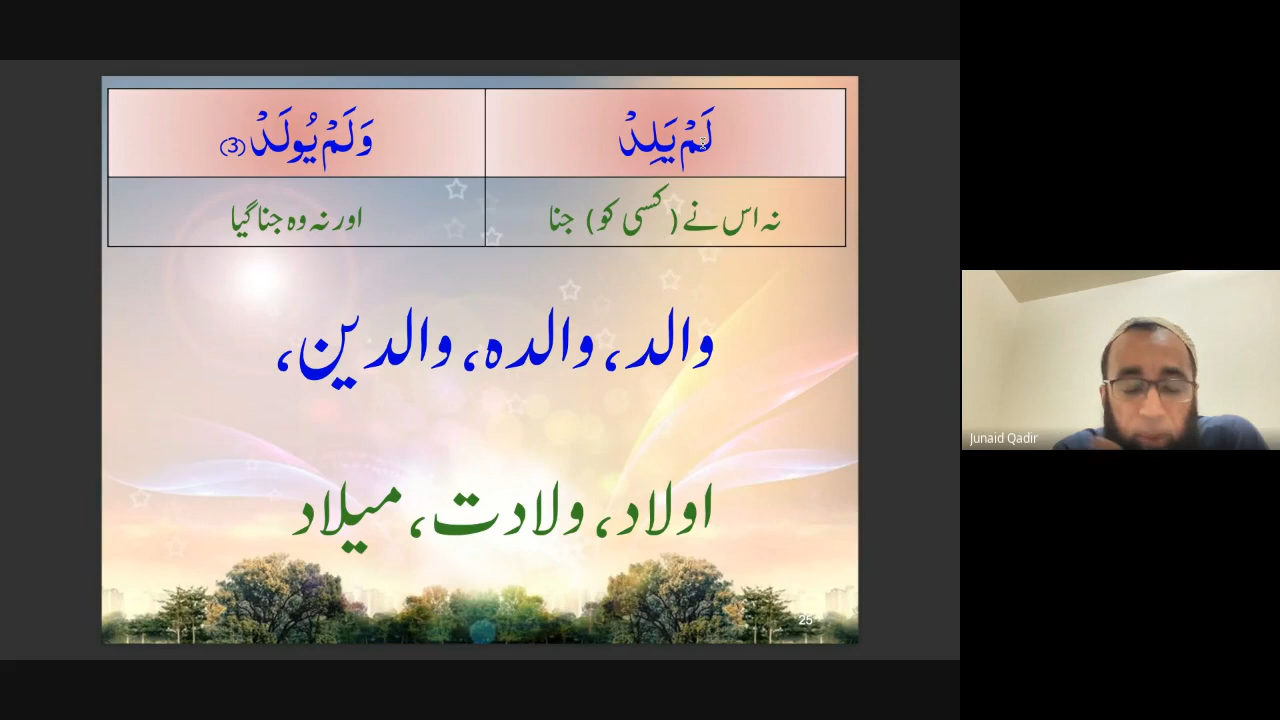 لَمْ يَلِدْ وَلَمْ يُولَدْ (3)
نہ اس نے (کسی کو) جنا اور نہ وہ جنا گیا
والد، والدہ، والدین،
اولاد، ولادت، میلاد
25
Junaid Qadir